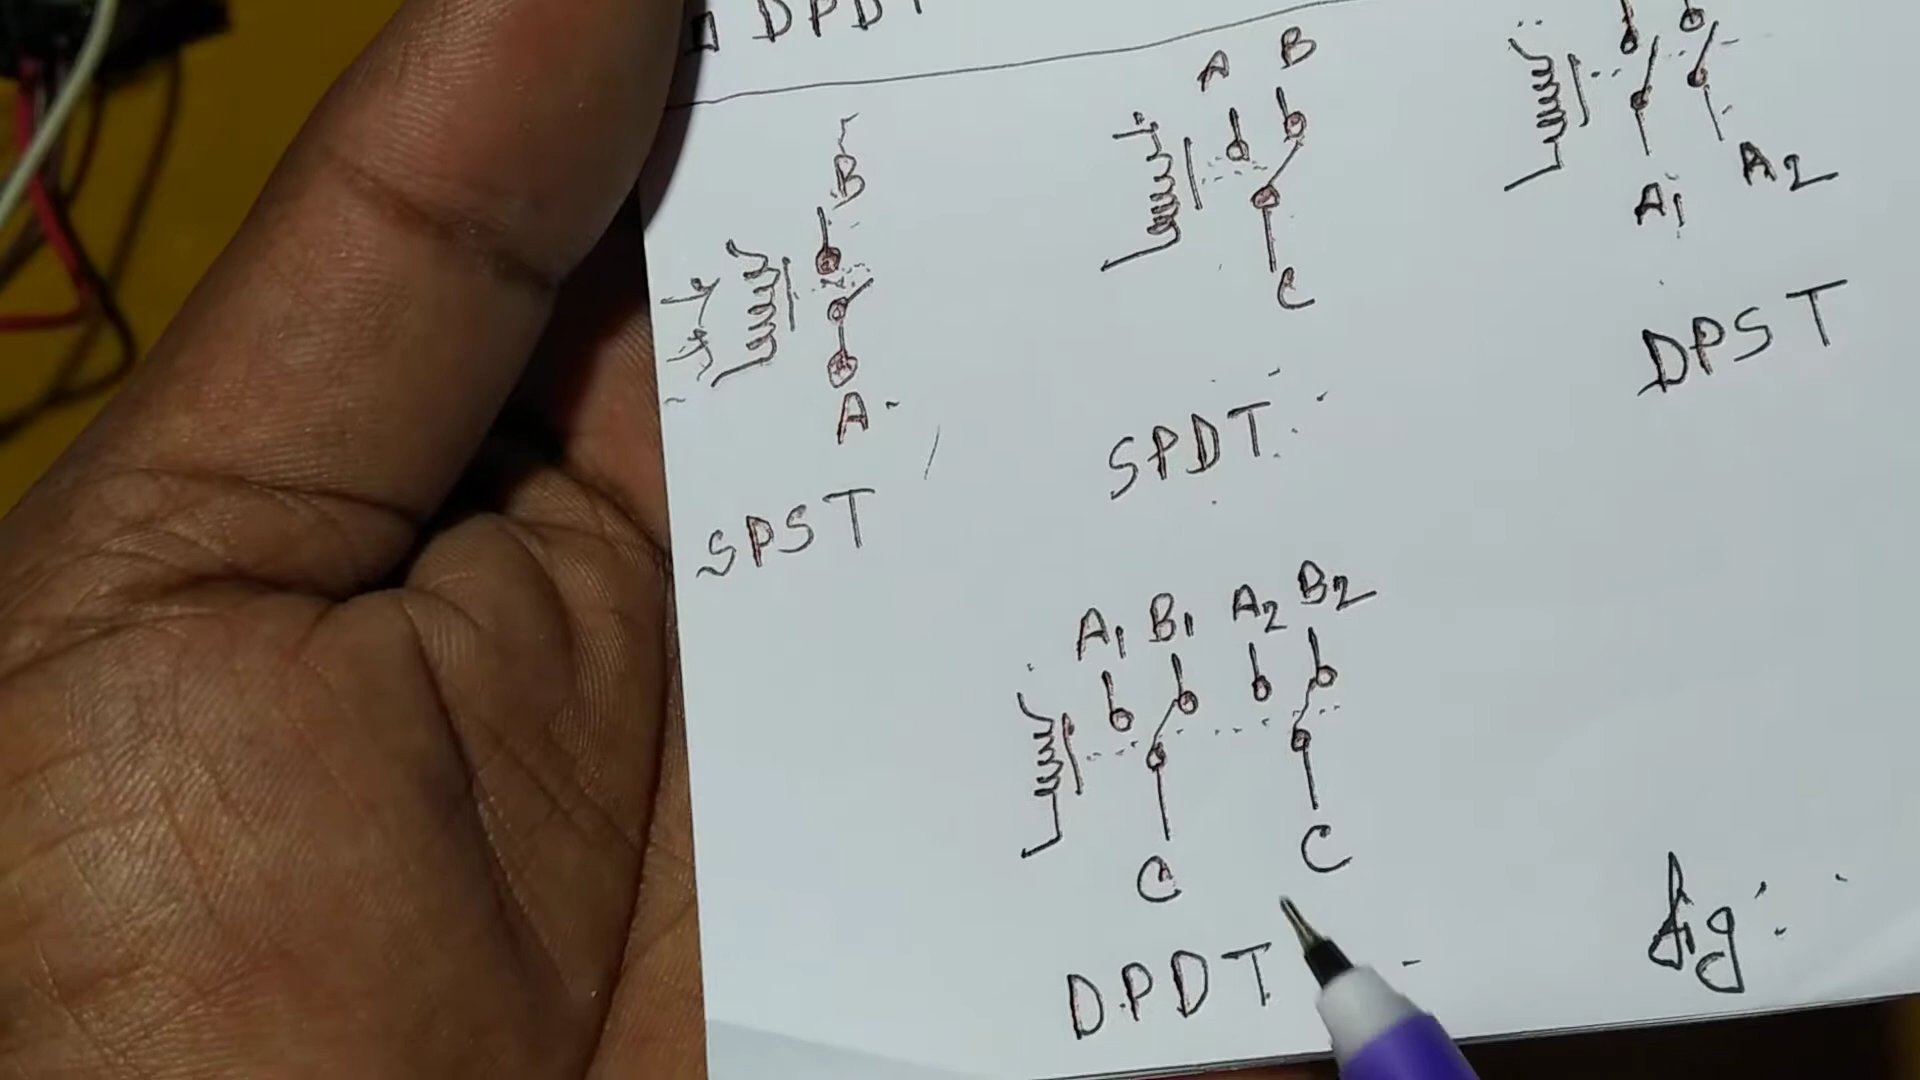 DPDT
A B
B
A1 A2
C
A
DPST
SPDT
SPST
A1 B1 A2 B2
C C
fig:
DPDT